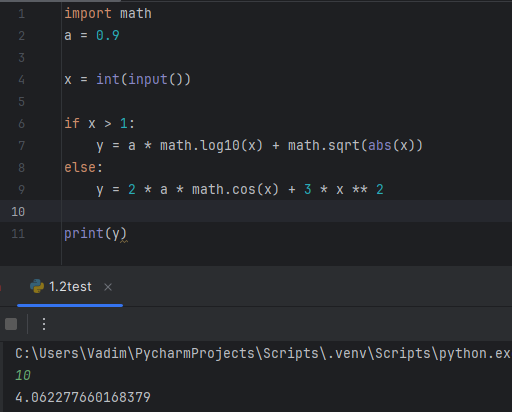 1 import math
2 a = 0.9
3
4 x = int(input())
5
6 if x > 1:
7     y = a * math.log10(x) + math.sqrt(abs(x))
8 else:
9     y = 2 * a * math.cos(x) + 3 * x ** 2
10
11 print(y)
1.2test ×
C:\Users\Vadim\PycharmProjects\Scripts\.venv\Scripts\python.ex
10
4.062277660168379